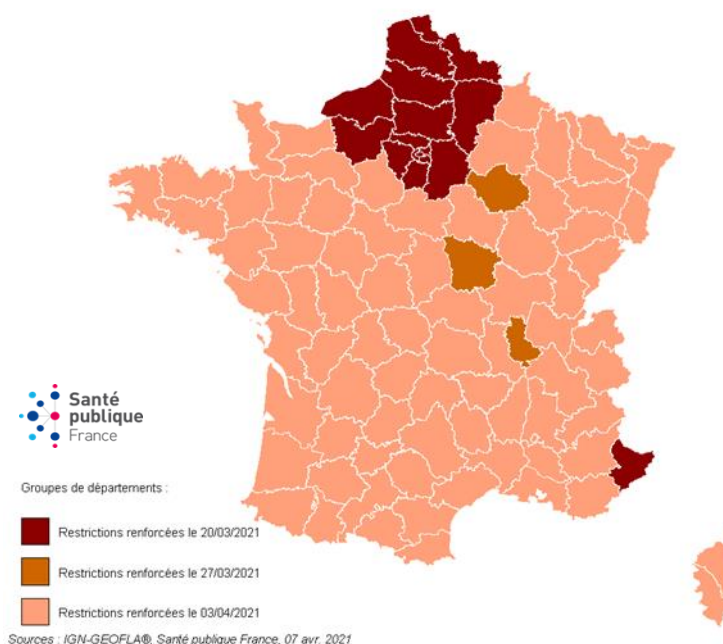 Santé
publique
France
Groupes de départements :
Restrictions renforcées le 20/03/2021
Restrictions renforcées le 27/03/2021
Restrictions renforcées le 03/04/2021
Sources : IGN-GEOFLA®, Santé publique France, 07 avr. 2021